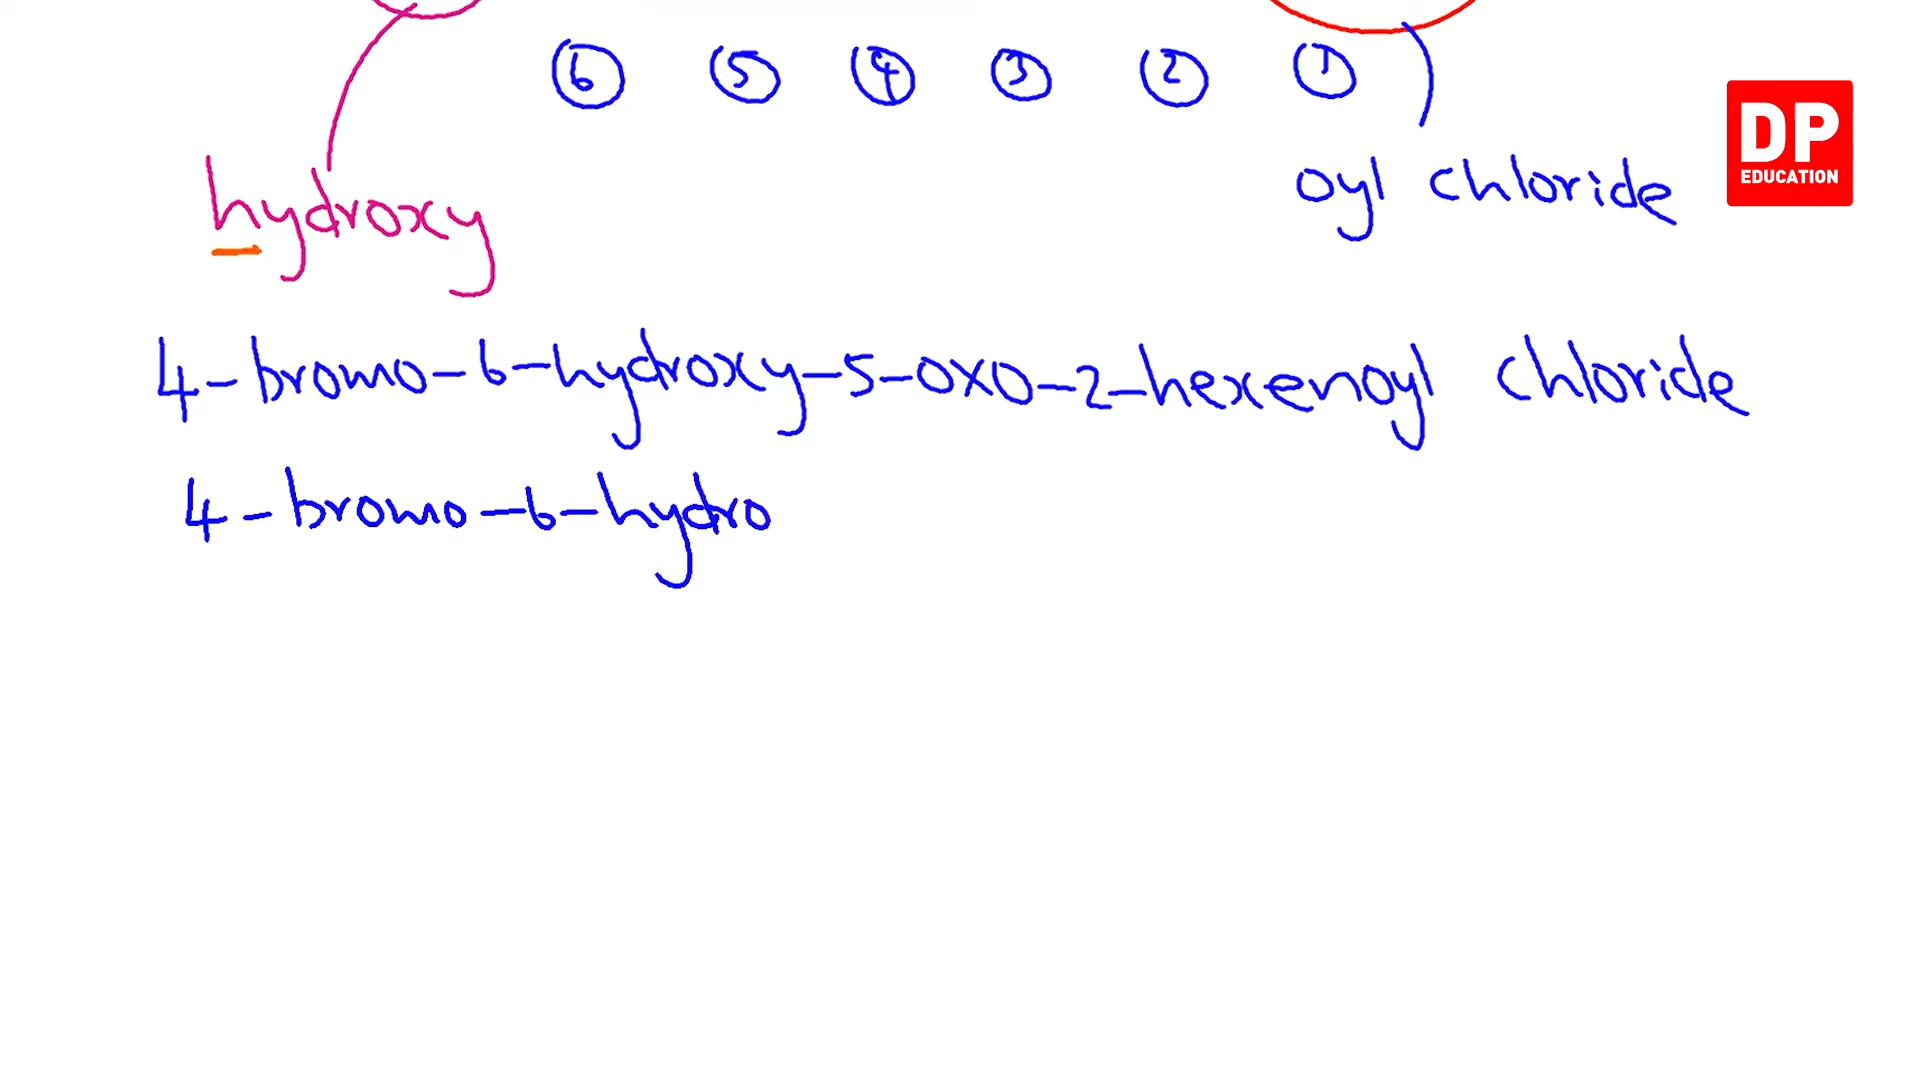 6 5 4 3 2 1
DP
EDUCATION
oyl chloride
hydroxy
4-bromo-6-hydroxy-5-oxo-2-hexenoyl chloride
4-bromo-6-hydro